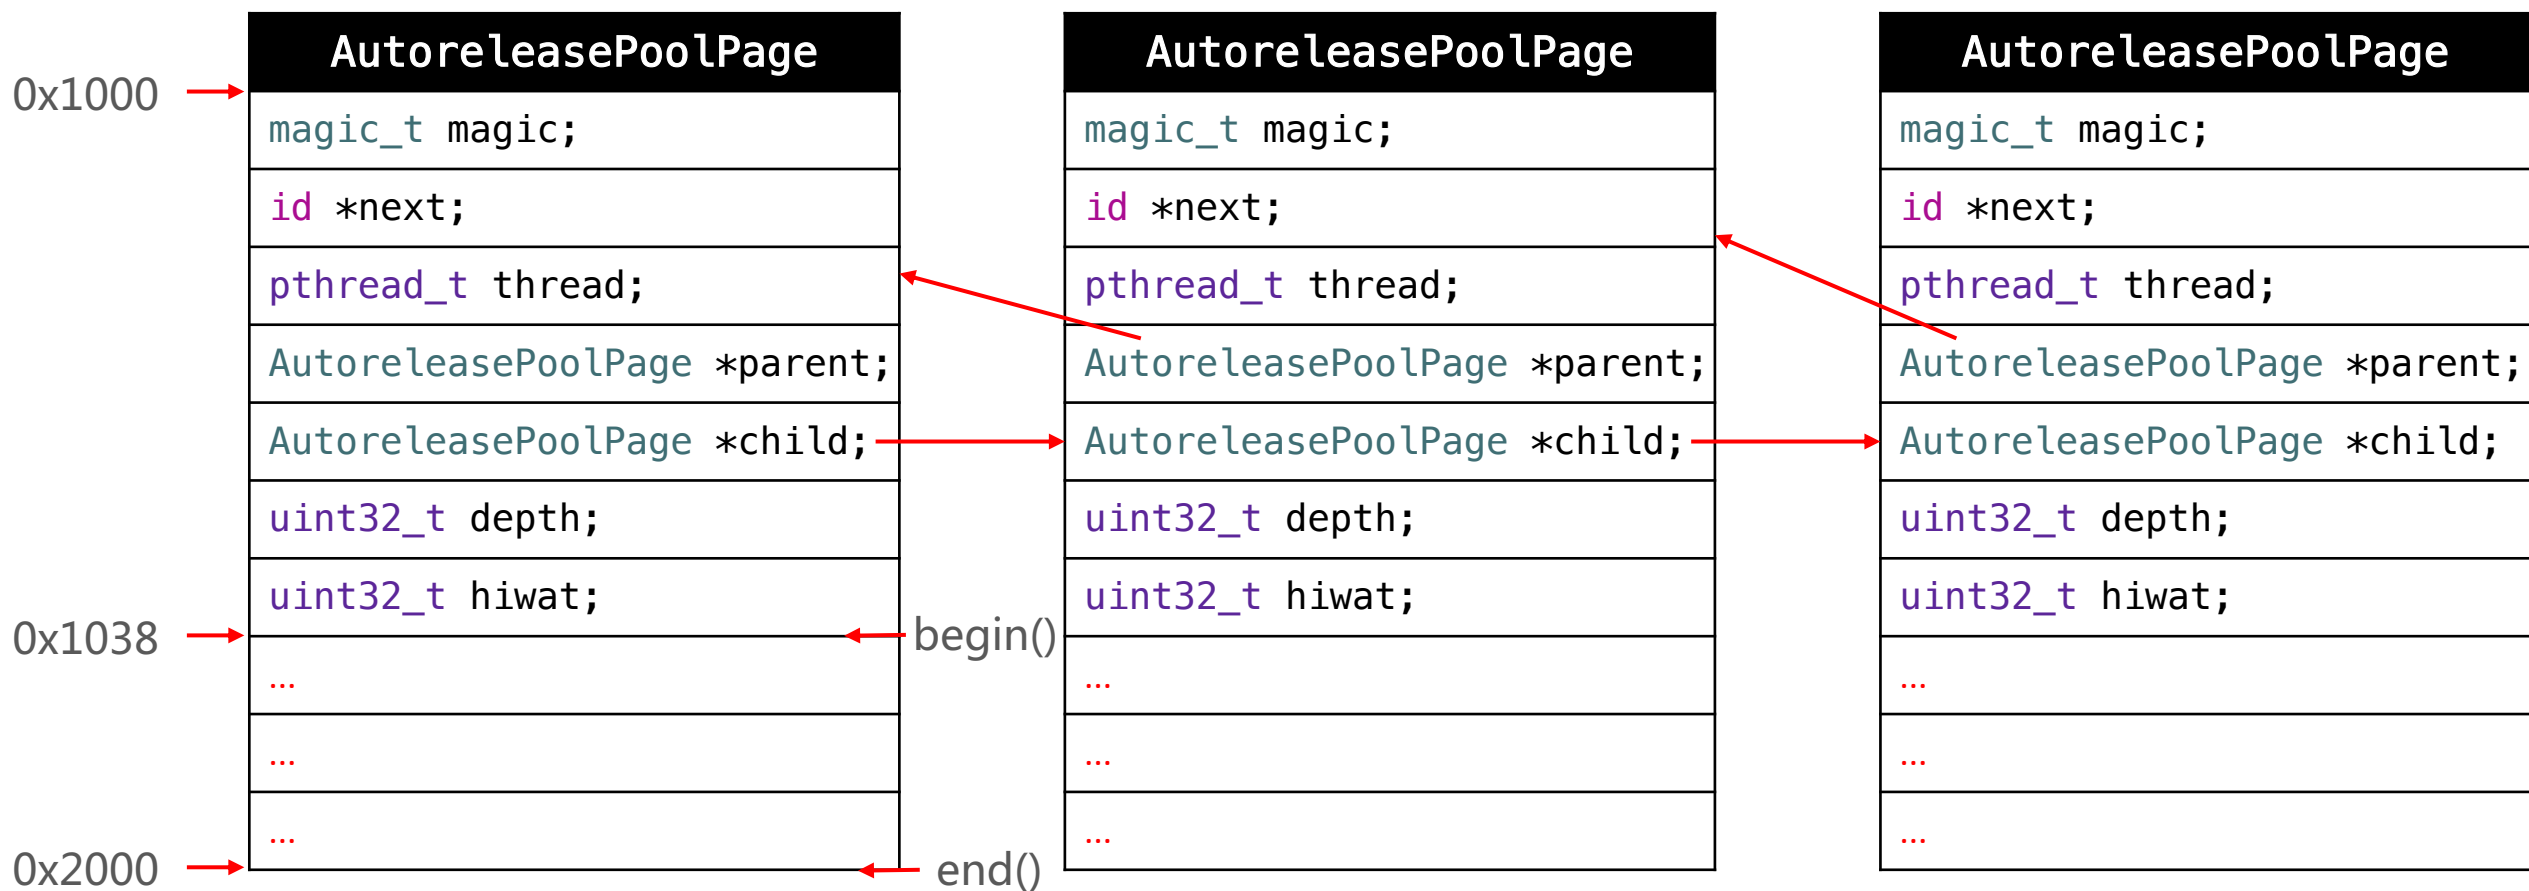 AutoreleasePoolPage AutoreleasePoolPage AutoreleasePoolPage
0x1000
magic_t magic; magic_t magic; magic_t magic;
id *next; id *next; id *next;
pthread_t thread; pthread_t thread; pthread_t thread;
AutoreleasePoolPage *parent; AutoreleasePoolPage *parent; AutoreleasePoolPage *parent;
AutoreleasePoolPage *child; AutoreleasePoolPage *child; AutoreleasePoolPage *child;
uint32_t depth; uint32_t depth; uint32_t depth;
uint32_t hiwat; uint32_t hiwat; uint32_t hiwat;
0x1038 begin()
... ... ...
... ... ...
... ... ...
0x2000 end()